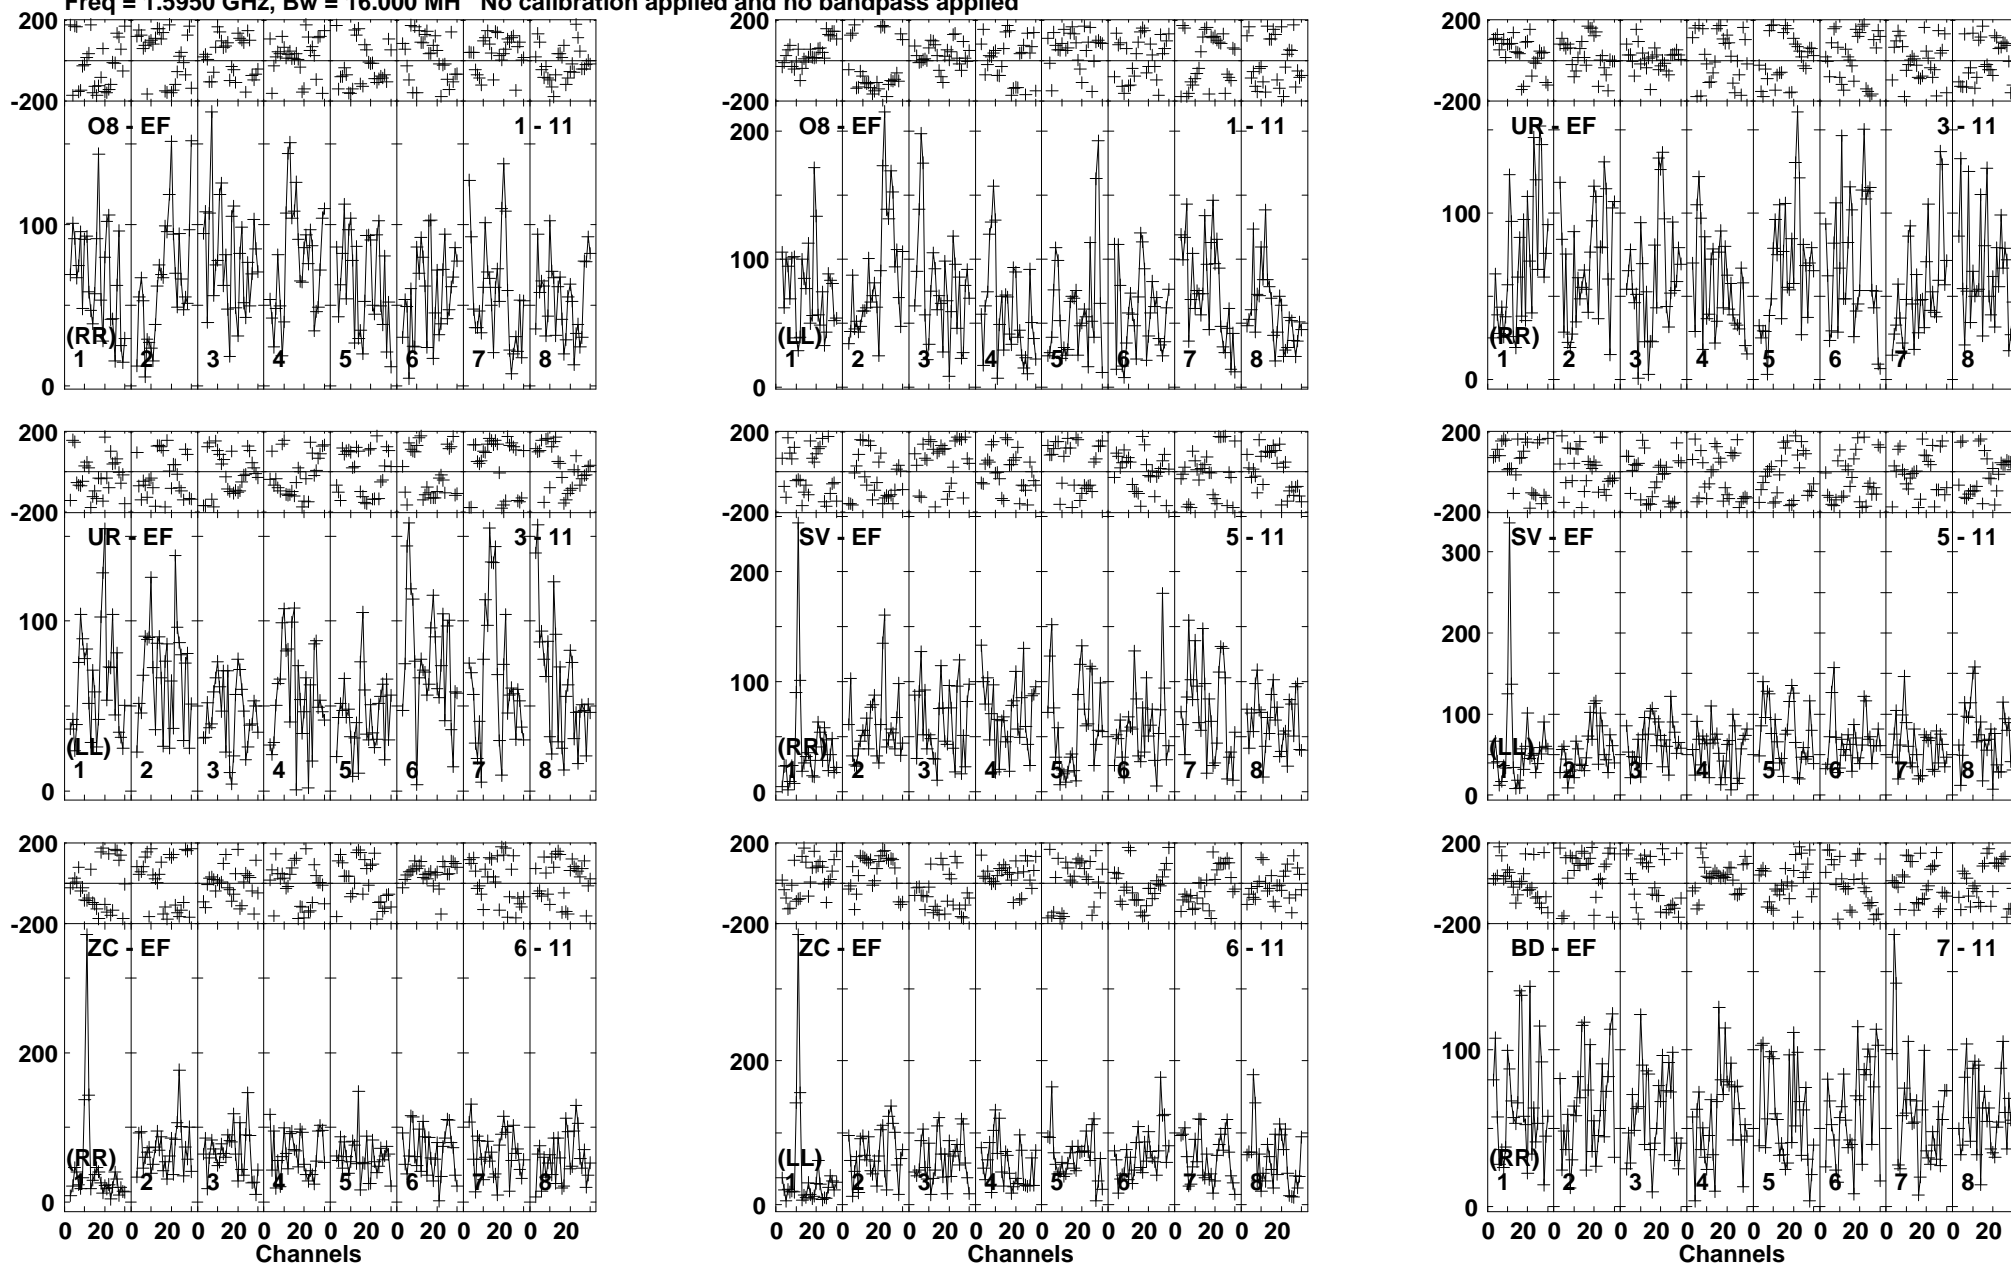 Freq = 1.5950 GHz, Bw = 16.000 MH No calibration applied and no bandpass applied
200 200 200
-200 -200 -200
O8 - EF 1 - 11 O8 - EF 1 - 11 UR - EF 3 - 11
200
100 100 100
(RR) (LL) (RR)
1 2 3 4 5 6 7 8 1 2 3 4 5 6 7 8 1 2 3 4 5 6 7 8
0 0 0
200 200 200
-200 -200 -200
UR - EF 3 - 11 SV - EF 5 - 11 SV - EF 5 - 11
300
200 200
100 100 100
(LL) (RR) (LL)
1 2 3 4 5 6 7 8 1 2 3 4 5 6 7 8 1 2 3 4 5 6 7 8
0 0 0
200 200 200
-200 -200 -200
ZC - EF 6 - 11 ZC - EF 6 - 11 BD - EF 7 - 11
200 200 100
(RR) (LL) (RR)
1 2 3 4 5 6 7 8 1 2 3 4 5 6 7 8 1 2 3 4 5 6 7 8
0 0 0
0 20 0 20 0 20 0 20 0 20 0 20 0 20 0 20 0 20 0 20 0 20 0 20 0 20 0 20 0 20 0 20 0 20 0 20 0 20 0 20 0 20 0 20 0 20 0 20
Channels Channels Channels